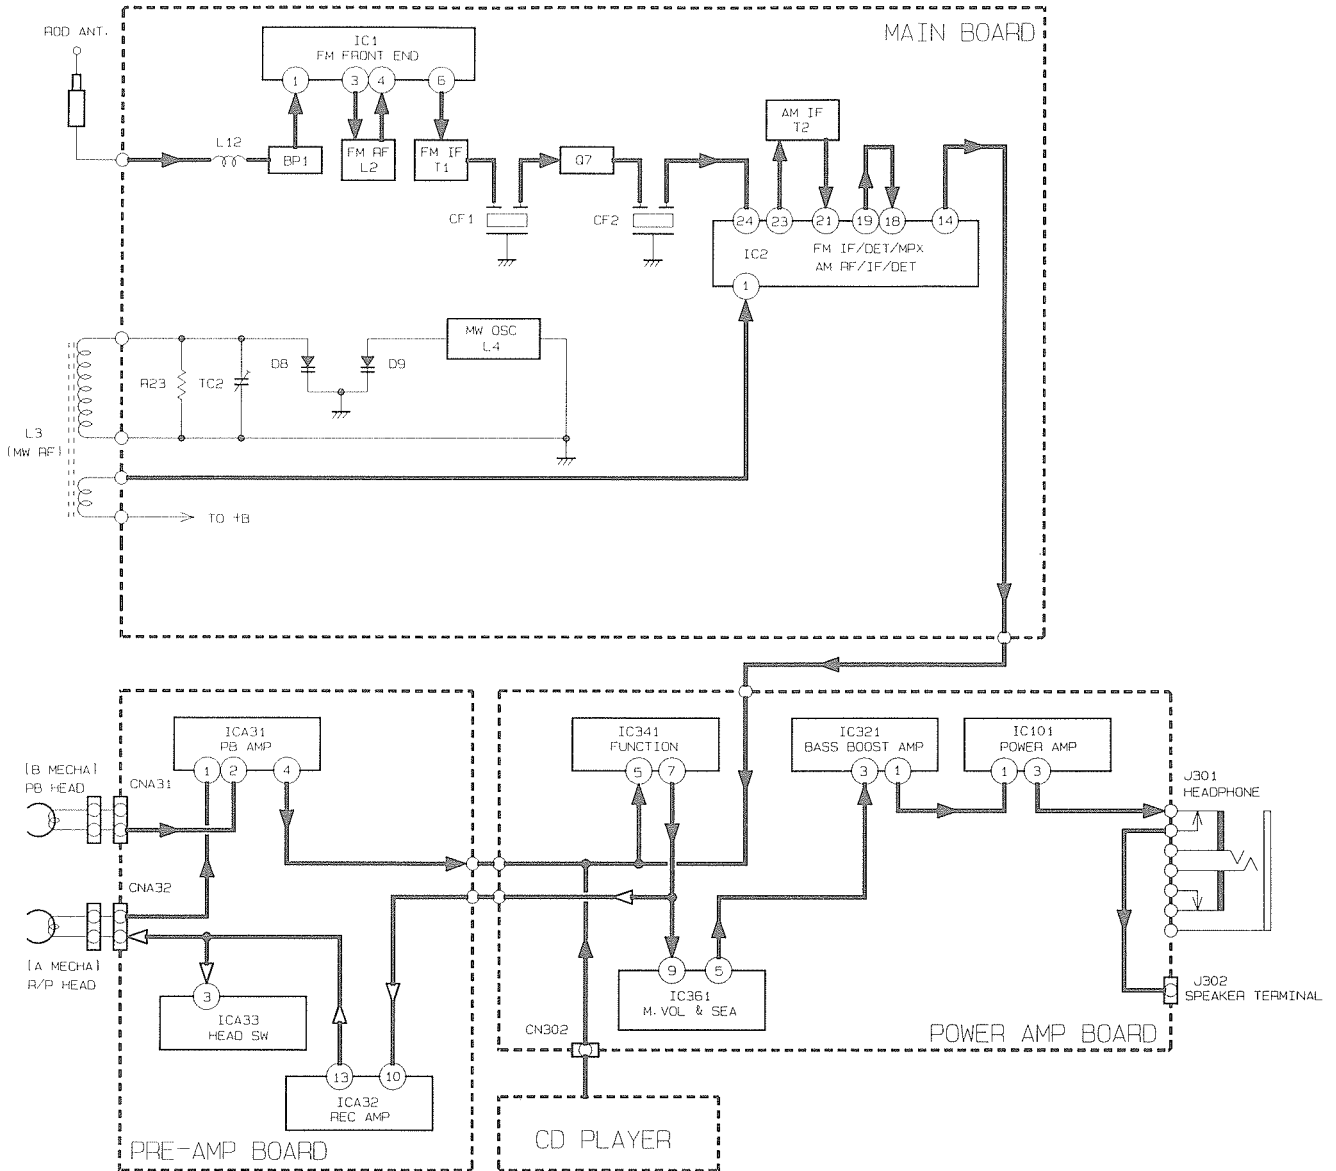 MAIN BOARD
ROD ANT.
IC1
FM FRONT END
1
3
4
6
L12
BP1
FM RF
L2
FM IF
T1
CF1
Q7
CF2
AM IF
T2
24
23
21
19
18
14
IC2
FM IF/DET/MPX
AM RF/IF/DET
1
MW OSC
L4
D8
D9
R23
TC2
L3
(MW RF)
TO +B
ICA31
PB AMP
1
2
4
[B MECHA]
PB HEAD
CNA31
CNA32
[A MECHA]
R/P HEAD
3
ICA33
HEAD SW
13
10
ICA32
REC AMP
PRE-AMP BOARD
IC341
FUNCTION
5
7
IC321
BASS BOOST AMP
3
1
IC101
POWER AMP
1
3
J301
HEADPHONE
9
5
IC361
M.VOL & SEA
J302
SPEAKER TERMINAL
POWER AMP BOARD
CN302
CD PLAYER